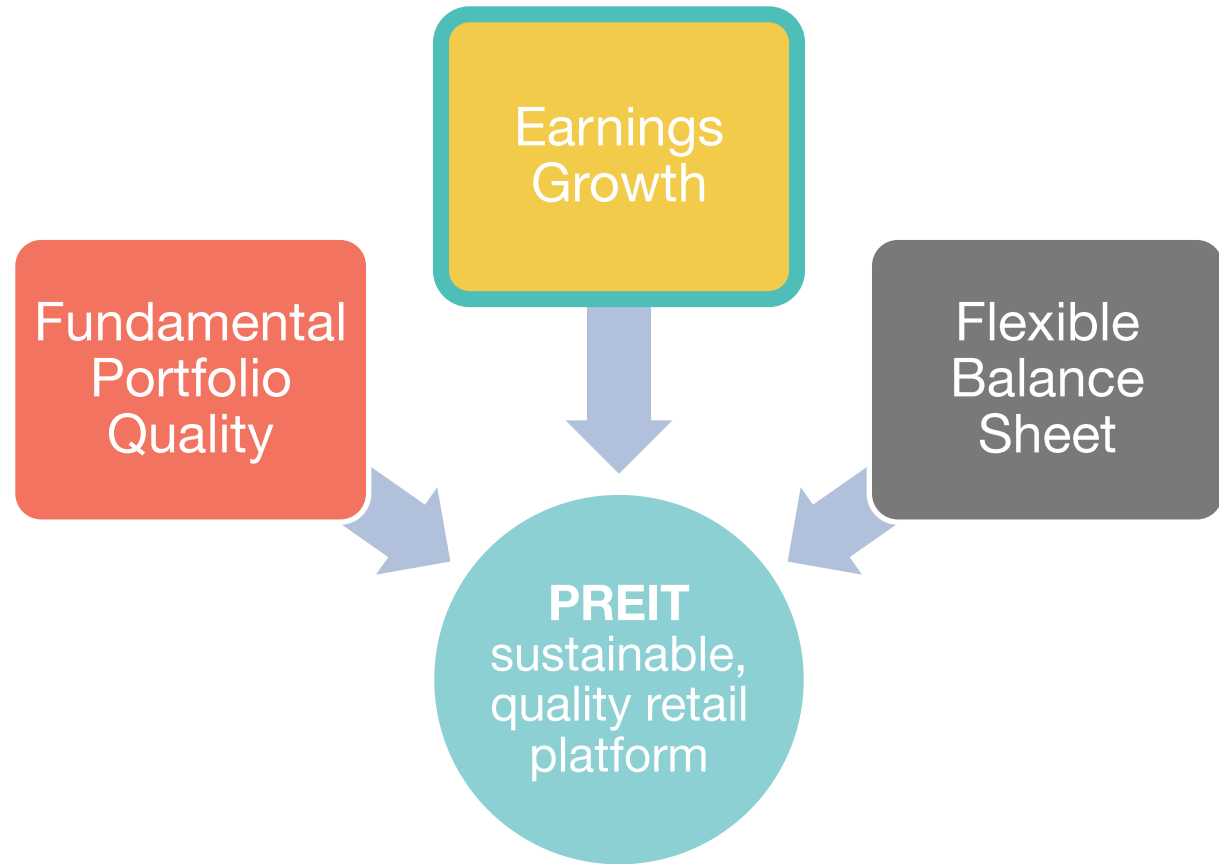 Earnings
Growth
Fundamental
Portfolio
Quality
Flexible
Balance
Sheet
PREIT
sustainable,
quality retail
platform